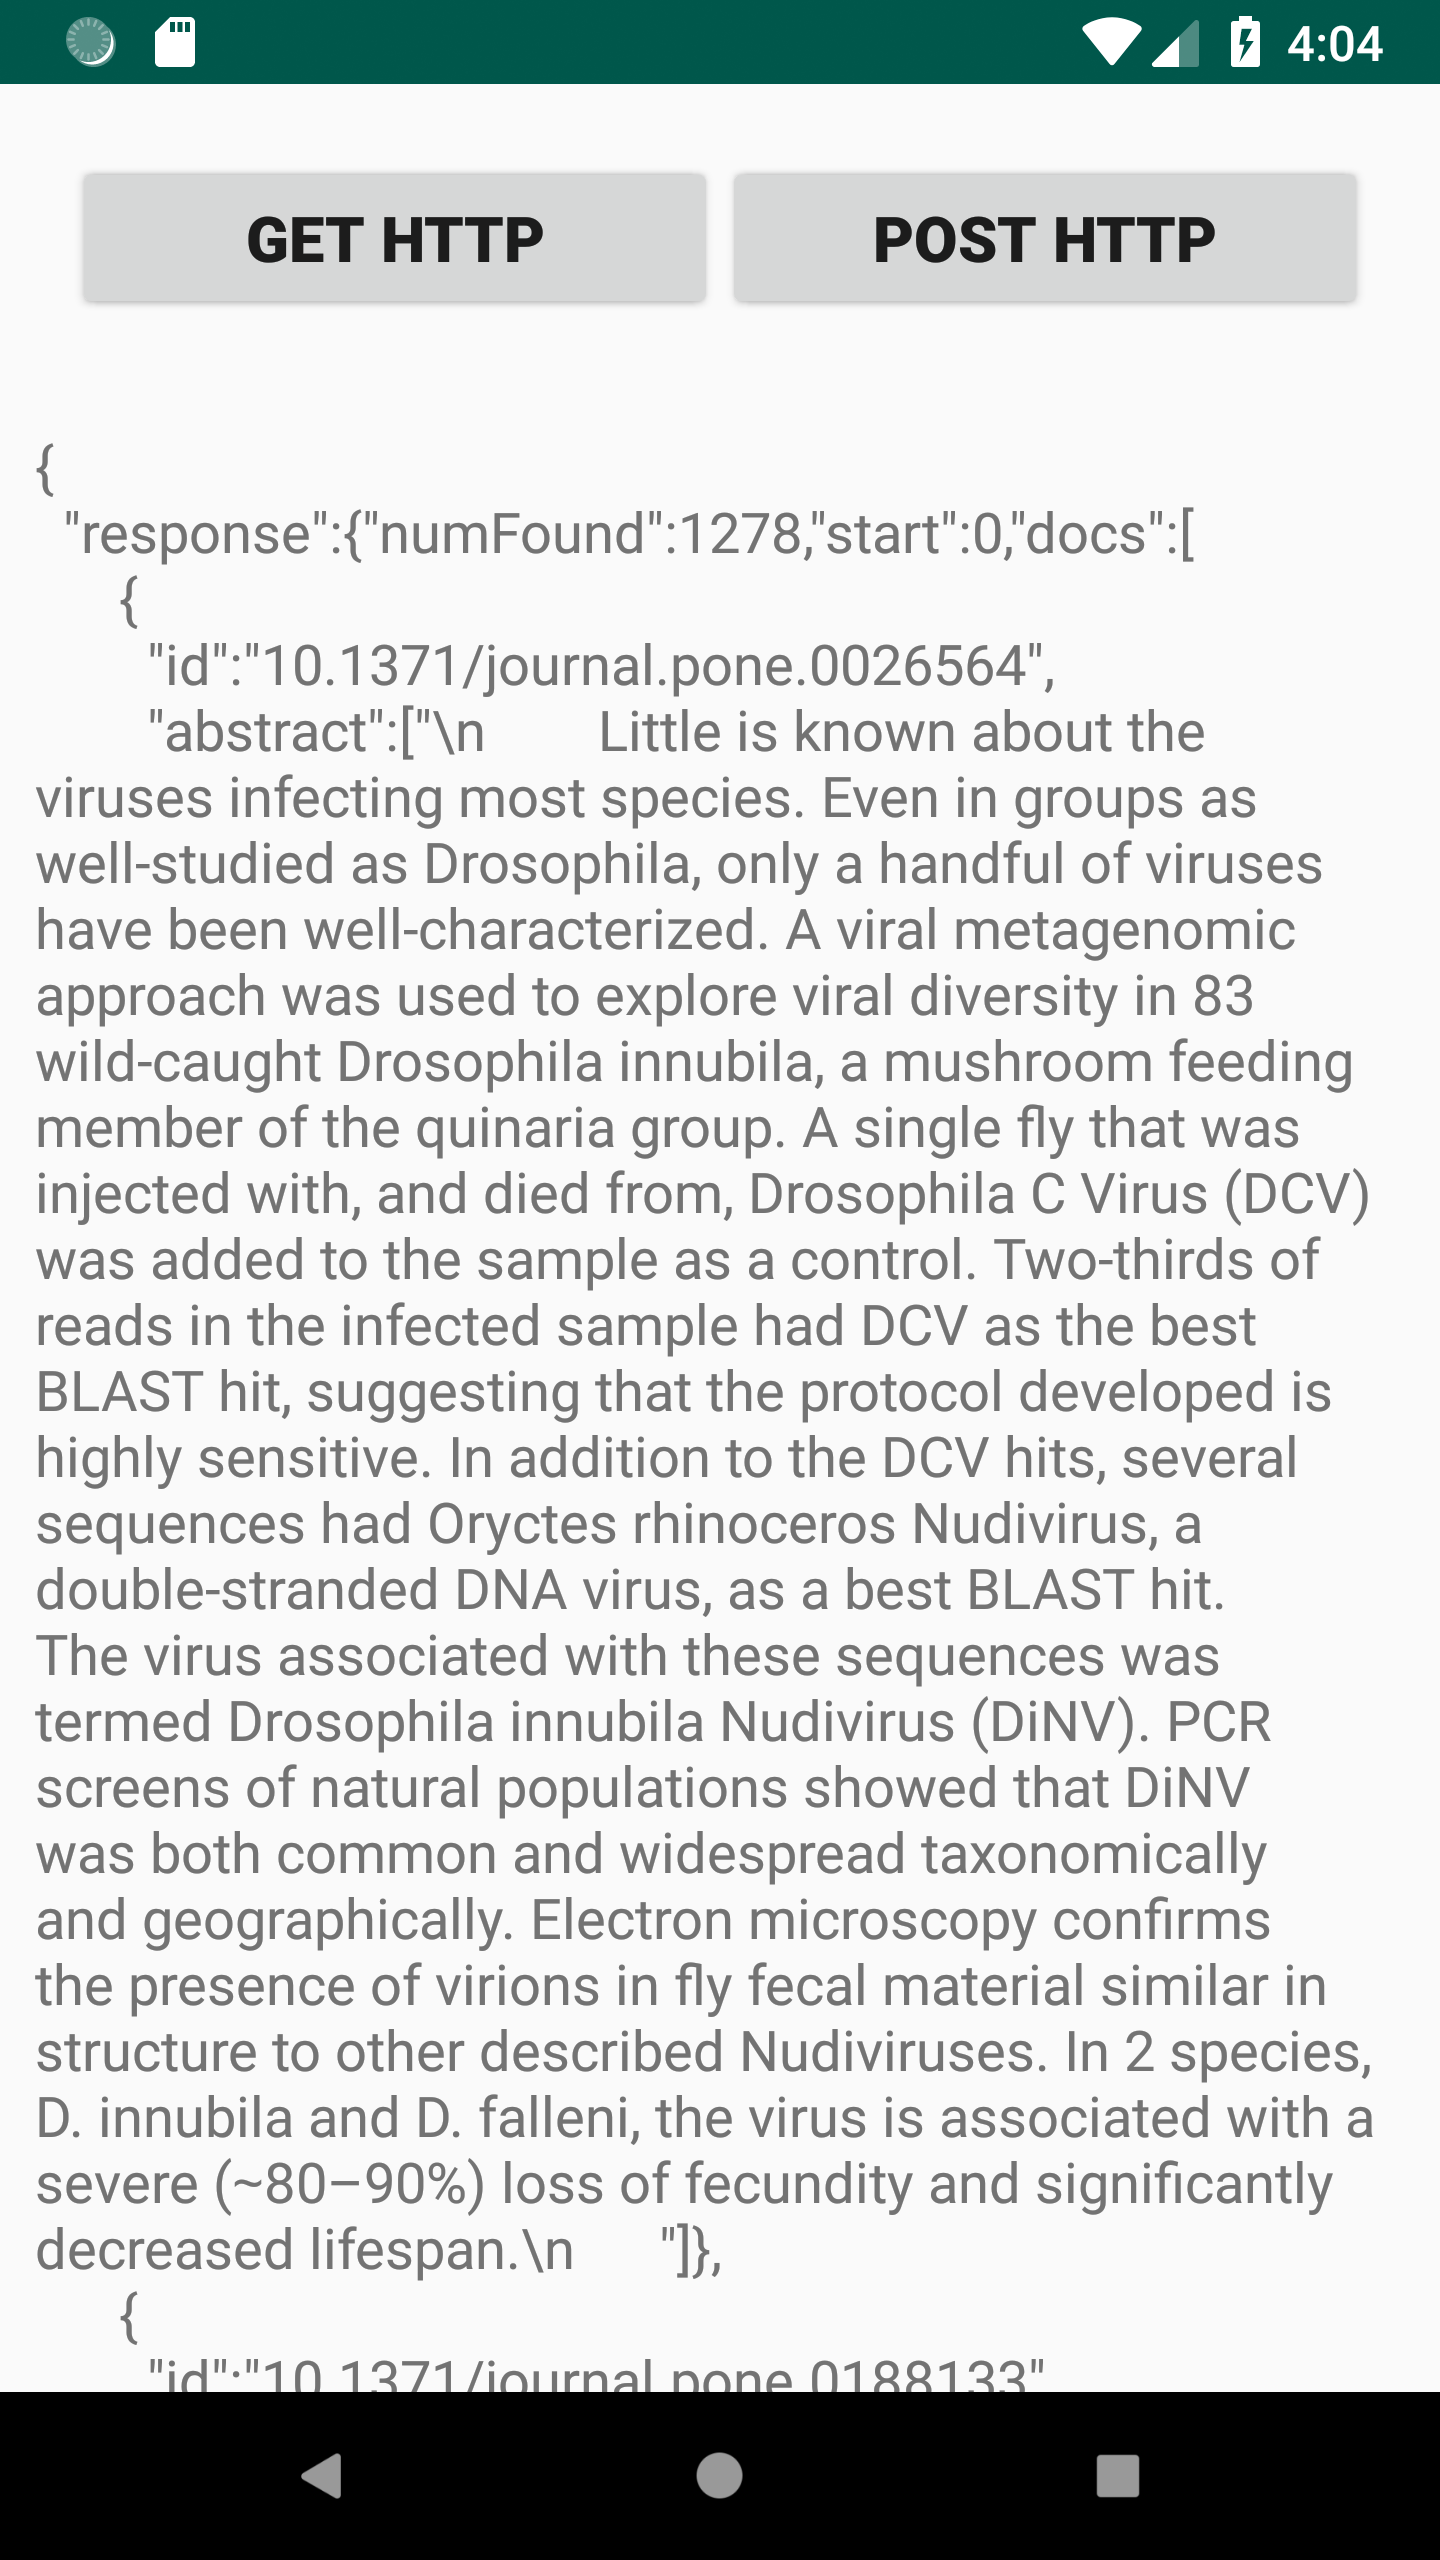 4:04
GET HTTP
POST HTTP
{
"response":{"numFound":1278,"start":0,"docs":[
{
"id":"10.1371/journal.pone.0026564",
"abstract":["\n        Little is known about the
viruses infecting most species. Even in groups as
well-studied as Drosophila, only a handful of viruses
have been well-characterized. A viral metagenomic
approach was used to explore viral diversity in 83
wild-caught Drosophila innubila, a mushroom feeding
member of the quinaria group. A single fly that was
injected with, and died from, Drosophila C Virus (DCV)
was added to the sample as a control. Two-thirds of
reads in the infected sample had DCV as the best
BLAST hit, suggesting that the protocol developed is
highly sensitive. In addition to the DCV hits, several
sequences had Oryctes rhinoceros Nudivirus, a
double-stranded DNA virus, as a best BLAST hit.
The virus associated with these sequences was
termed Drosophila innubila Nudivirus (DiNV). PCR
screens of natural populations showed that DiNV
was both common and widespread taxonomically
and geographically. Electron microscopy confirms
the presence of virions in fly fecal material similar in
structure to other described Nudiviruses. In 2 species,
D. innubila and D. falleni, the virus is associated with a
severe (~80–90%) loss of fecundity and significantly
decreased lifespan.\n      "]},
{
"id":"10.1371/journal.pone.0188133"